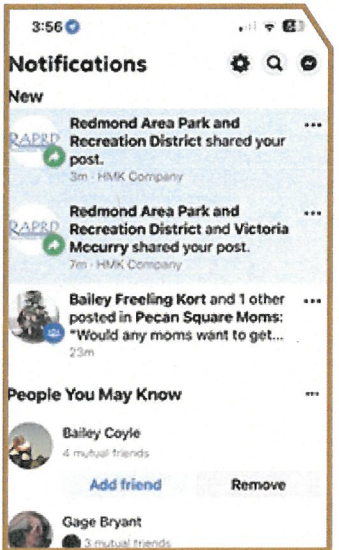 3:56
Notifications
New
RAPRD
Redmond Area Park and
Recreation District shared your
post.
3m · HMK Company
RAPRD
Redmond Area Park and
Recreation District and Victoria
Mccurry shared your post.
7m · HMK Company
Bailey Freeling Kort and 1 other
posted in Pecan Square Moms:
"Would any moms want to get...
23m
People You May Know
Bailey Coyle
4 mutual friends
Add friend Remove
Gage Bryant
3 mutual friends